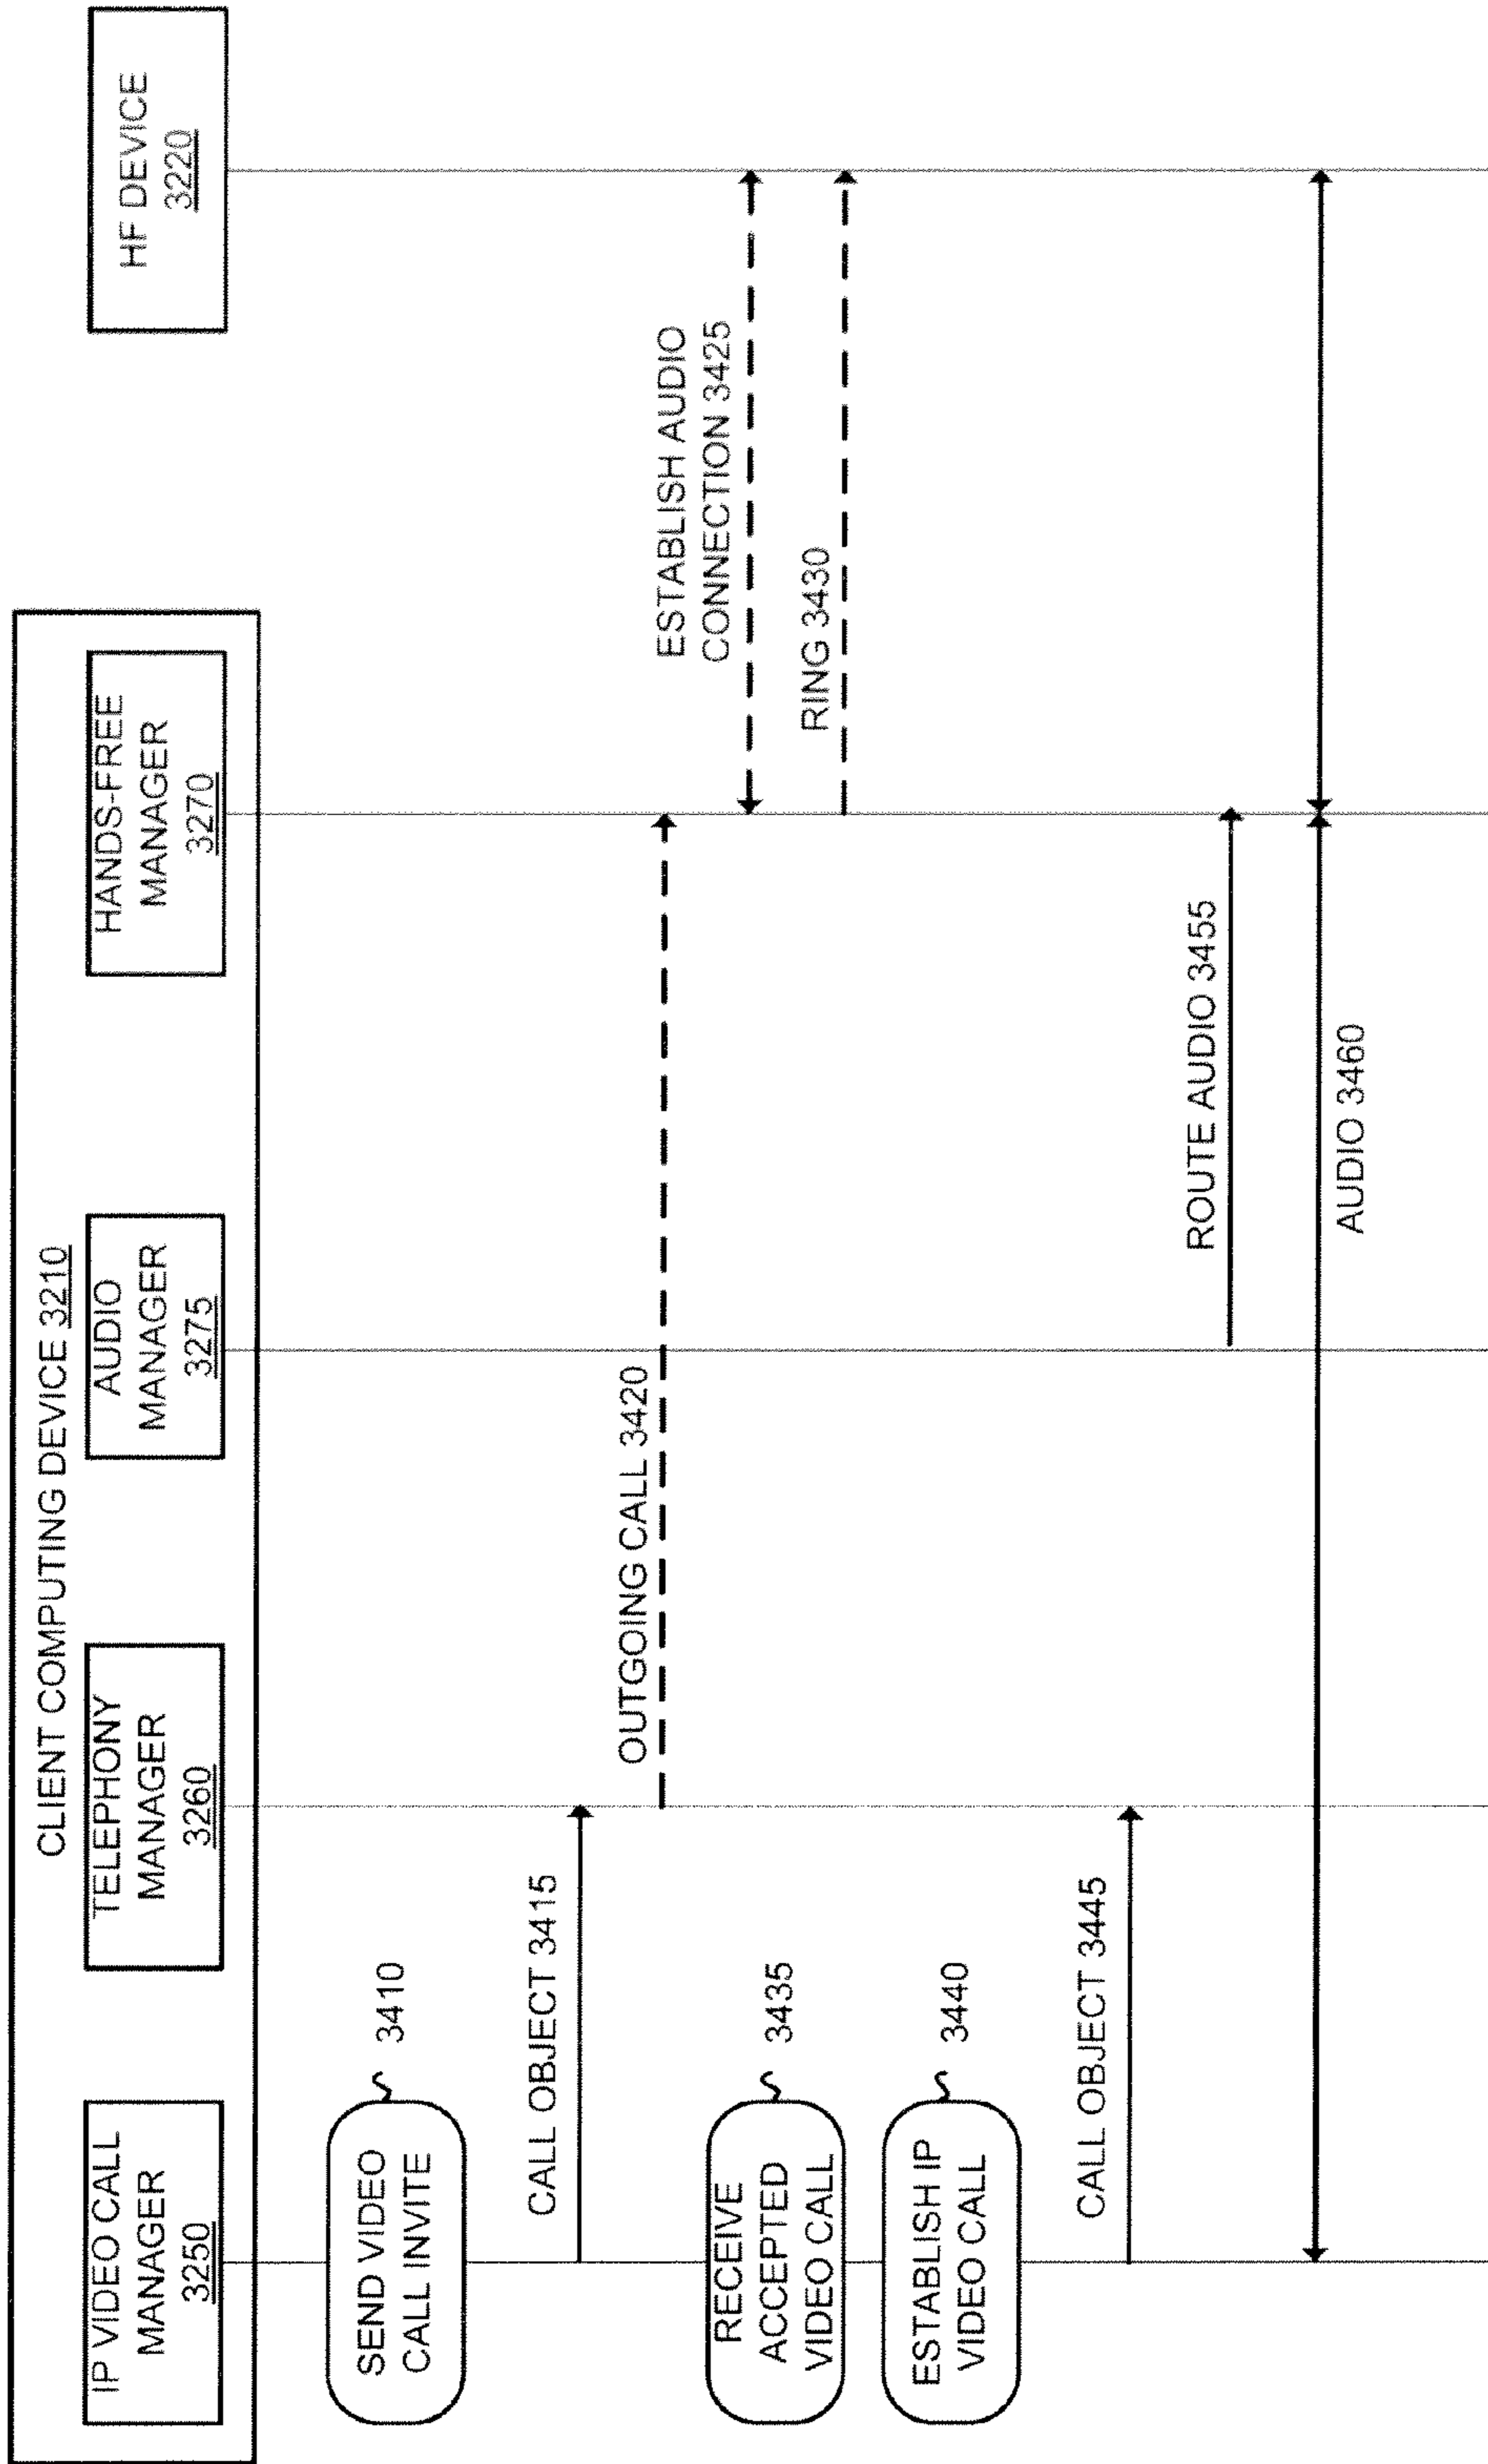 CLIENT COMPUTING DEVICE 3210
IP VIDEO CALL
MANAGER
3250
TELEPHONY
MANAGER
3260
AUDIO
MANAGER
3275
HANDS-FREE
MANAGER
3270
HF DEVICE
3220
SEND VIDEO
CALL INVITE
3410
CALL OBJECT 3415
OUTGOING CALL 3420
ESTABLISH AUDIO
CONNECTION 3425
RING 3430
RECEIVE
ACCEPTED
VIDEO CALL
3435
ESTABLISH IP
VIDEO CALL
3440
CALL OBJECT 3445
ROUTE AUDIO 3455
AUDIO 3460